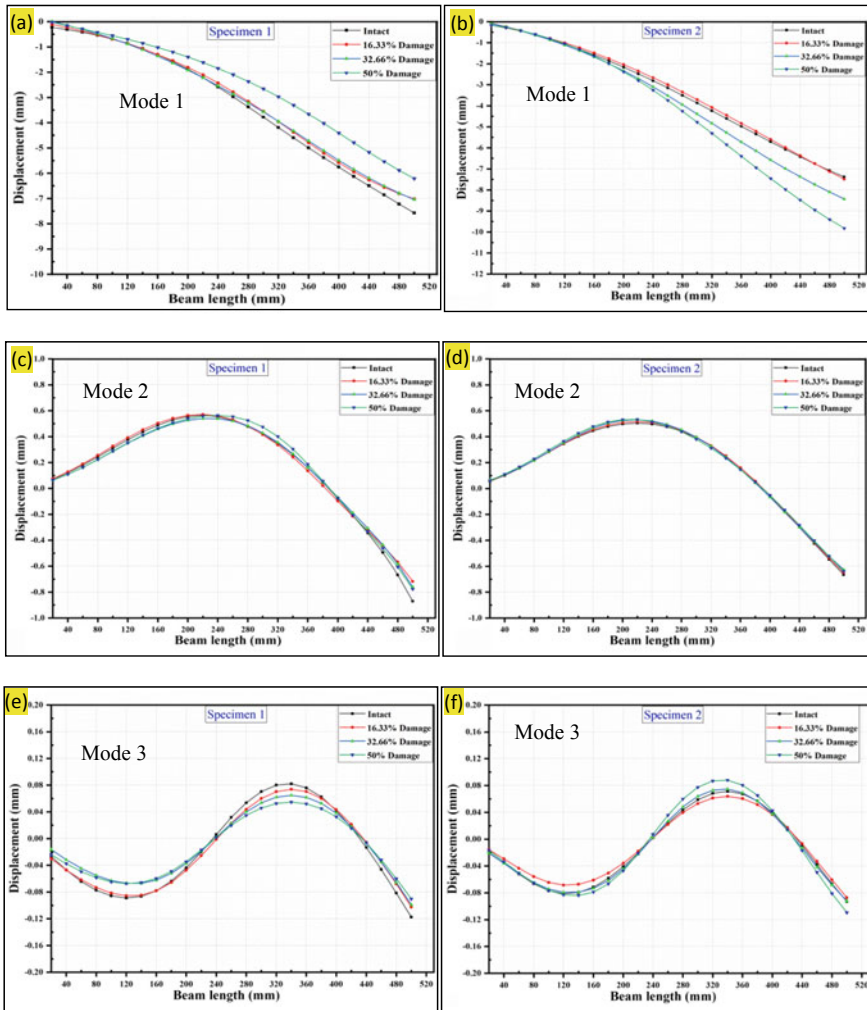 (a)
Specimen 1
Intact
16.33% Damage
32.66% Damage
50% Damage
Mode 1
Displacement (mm)
0
-1
-2
-3
-4
-5
-6
-7
-8
-9
-10
40 80 120 160 200 240 280 320 360 400 440 480 520
Beam length (mm)
(b)
Specimen 2
Intact
16.33% Damage
32.66% Damage
50% Damage
Mode 1
Displacement (mm)
0
-1
-2
-3
-4
-5
-6
-7
-8
-9
-10
-11
-12
40 80 120 160 200 240 280 320 360 400 440 480 520
Beam length (mm)
(c)
Specimen 1
Intact
16.33% Damage
32.66% Damage
50% Damage
Mode 2
Displacement (mm)
1.0
0.8
0.6
0.4
0.2
0.0
-0.2
-0.4
-0.6
-0.8
-1.0
40 80 120 160 200 240 280 320 360 400 440 480 520
Beam length (mm)
(d)
Specimen 2
Intact
16.33% Damage
32.66% Damage
50% Damage
Mode 2
Displacement (mm)
1.0
0.8
0.6
0.4
0.2
0.0
-0.2
-0.4
-0.6
-0.8
-1.0
40 80 120 160 200 240 280 320 360 400 440 480 520
Beam length (mm)
(e)
Specimen 1
Intact
16.33% Damage
32.66% Damage
50% Damage
Mode 3
Displacement (mm)
0.20
0.16
0.12
0.08
0.04
0.00
-0.04
-0.08
-0.12
-0.16
-0.20
40 80 120 160 200 240 280 320 360 400 440 480 520
Beam length (mm)
(f)
Specimen 2
Intact
16.33% Damage
32.66% Damage
50% Damage
Mode 3
Displacement (mm)
0.20
0.16
0.12
0.08
0.04
0.00
-0.04
-0.08
-0.12
-0.16
-0.20
40 80 120 160 200 240 280 320 360 400 440 480 520
Beam length (mm)